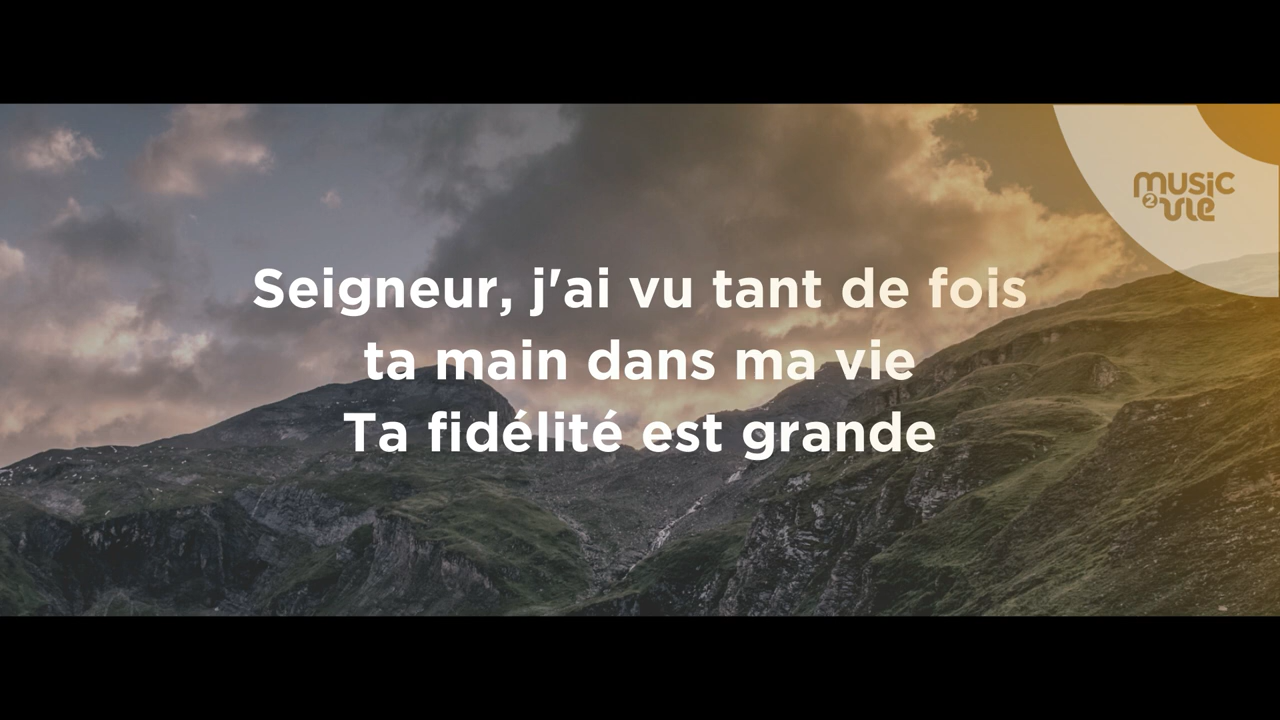 music
2 vie
Seigneur, j'ai vu tant de fois
ta main dans ma vie
Ta fidélité est grande